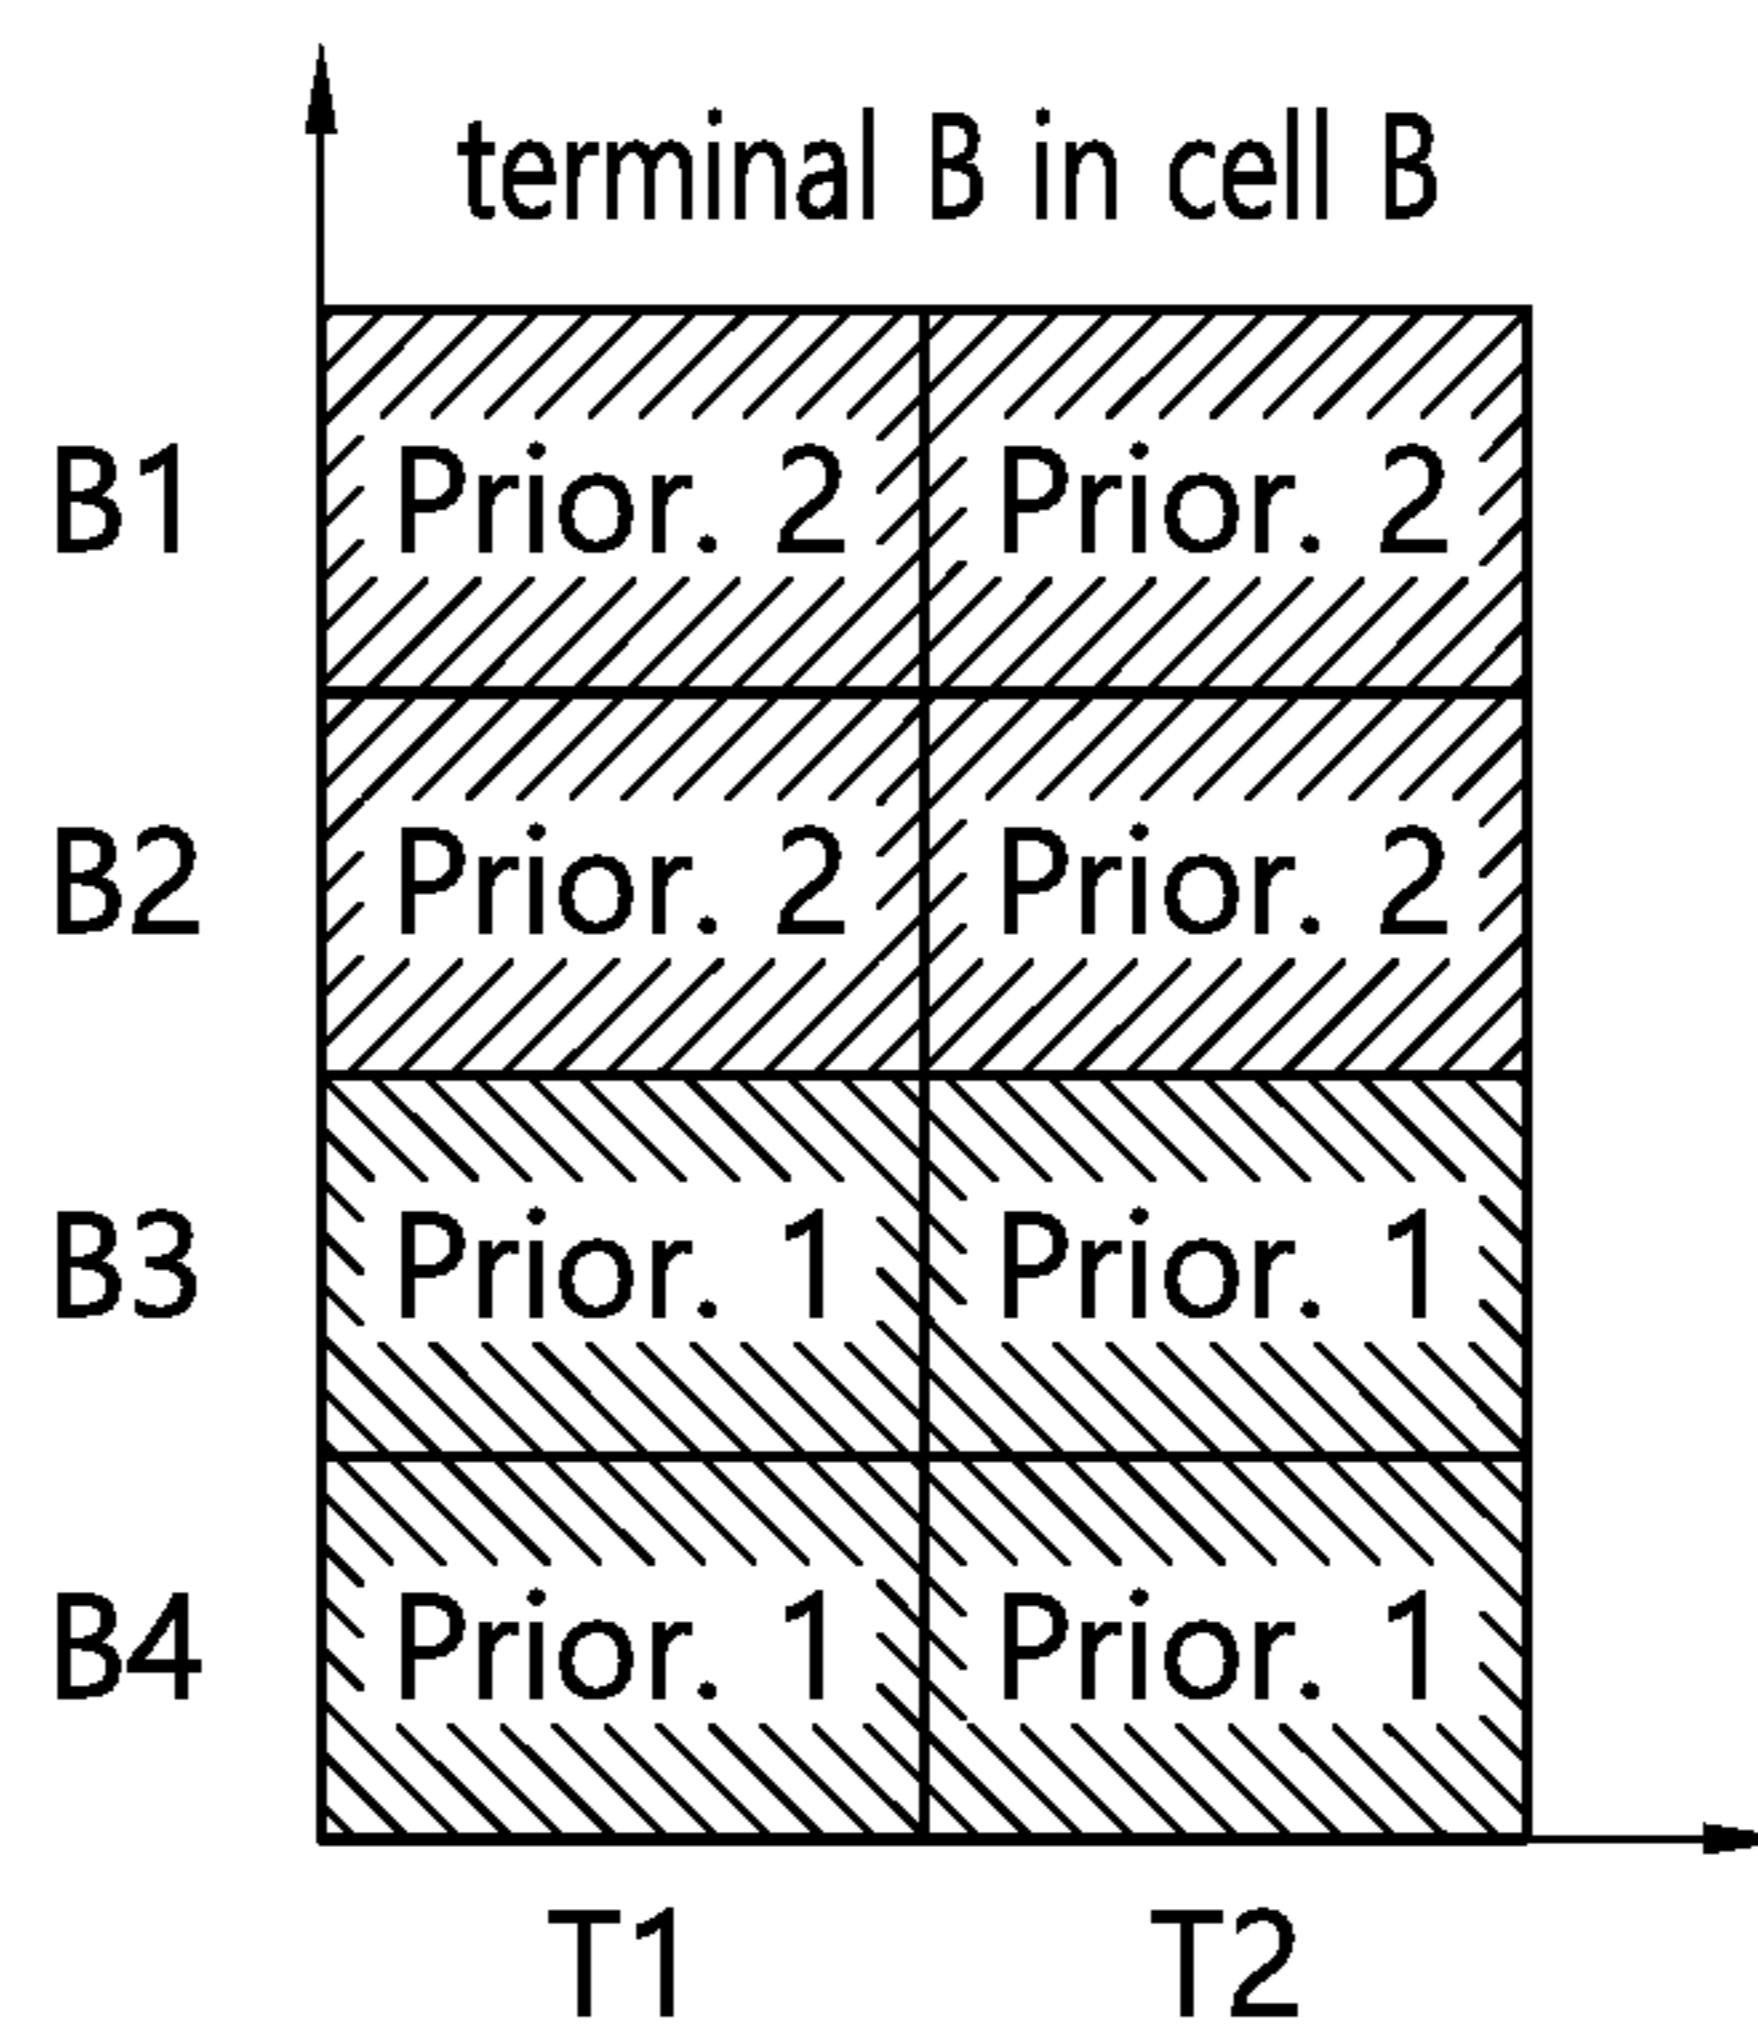 terminal B in cell B
B1 Prior. 2 Prior. 2
B2 Prior. 2 Prior. 2
B3 Prior. 1 Prior. 1
B4 Prior. 1 Prior. 1
T1 T2